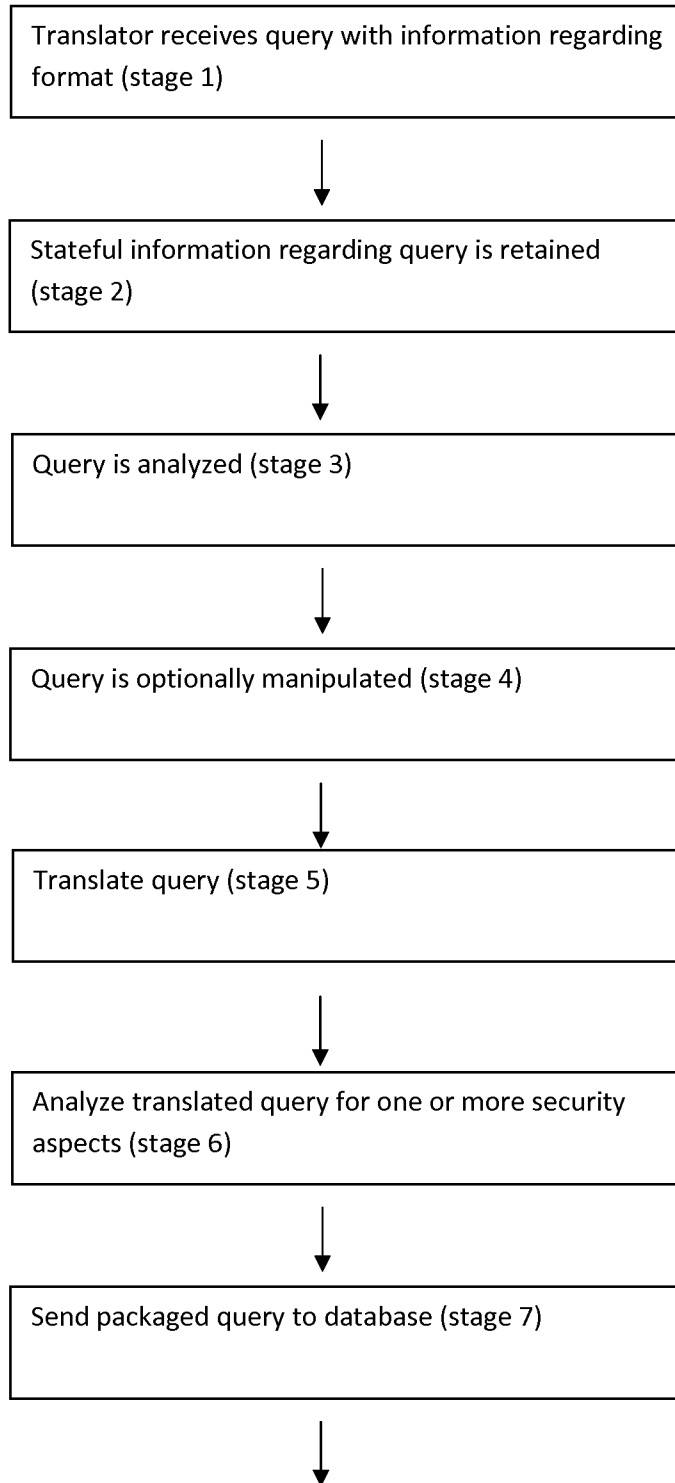 Translator receives query with information regarding
format (stage 1)
Stateful information regarding query is retained
(stage 2)
Query is analyzed (stage 3)
Query is optionally manipulated (stage 4)
Translate query (stage 5)
Analyze translated query for one or more security
aspects (stage 6)
Send packaged query to database (stage 7)